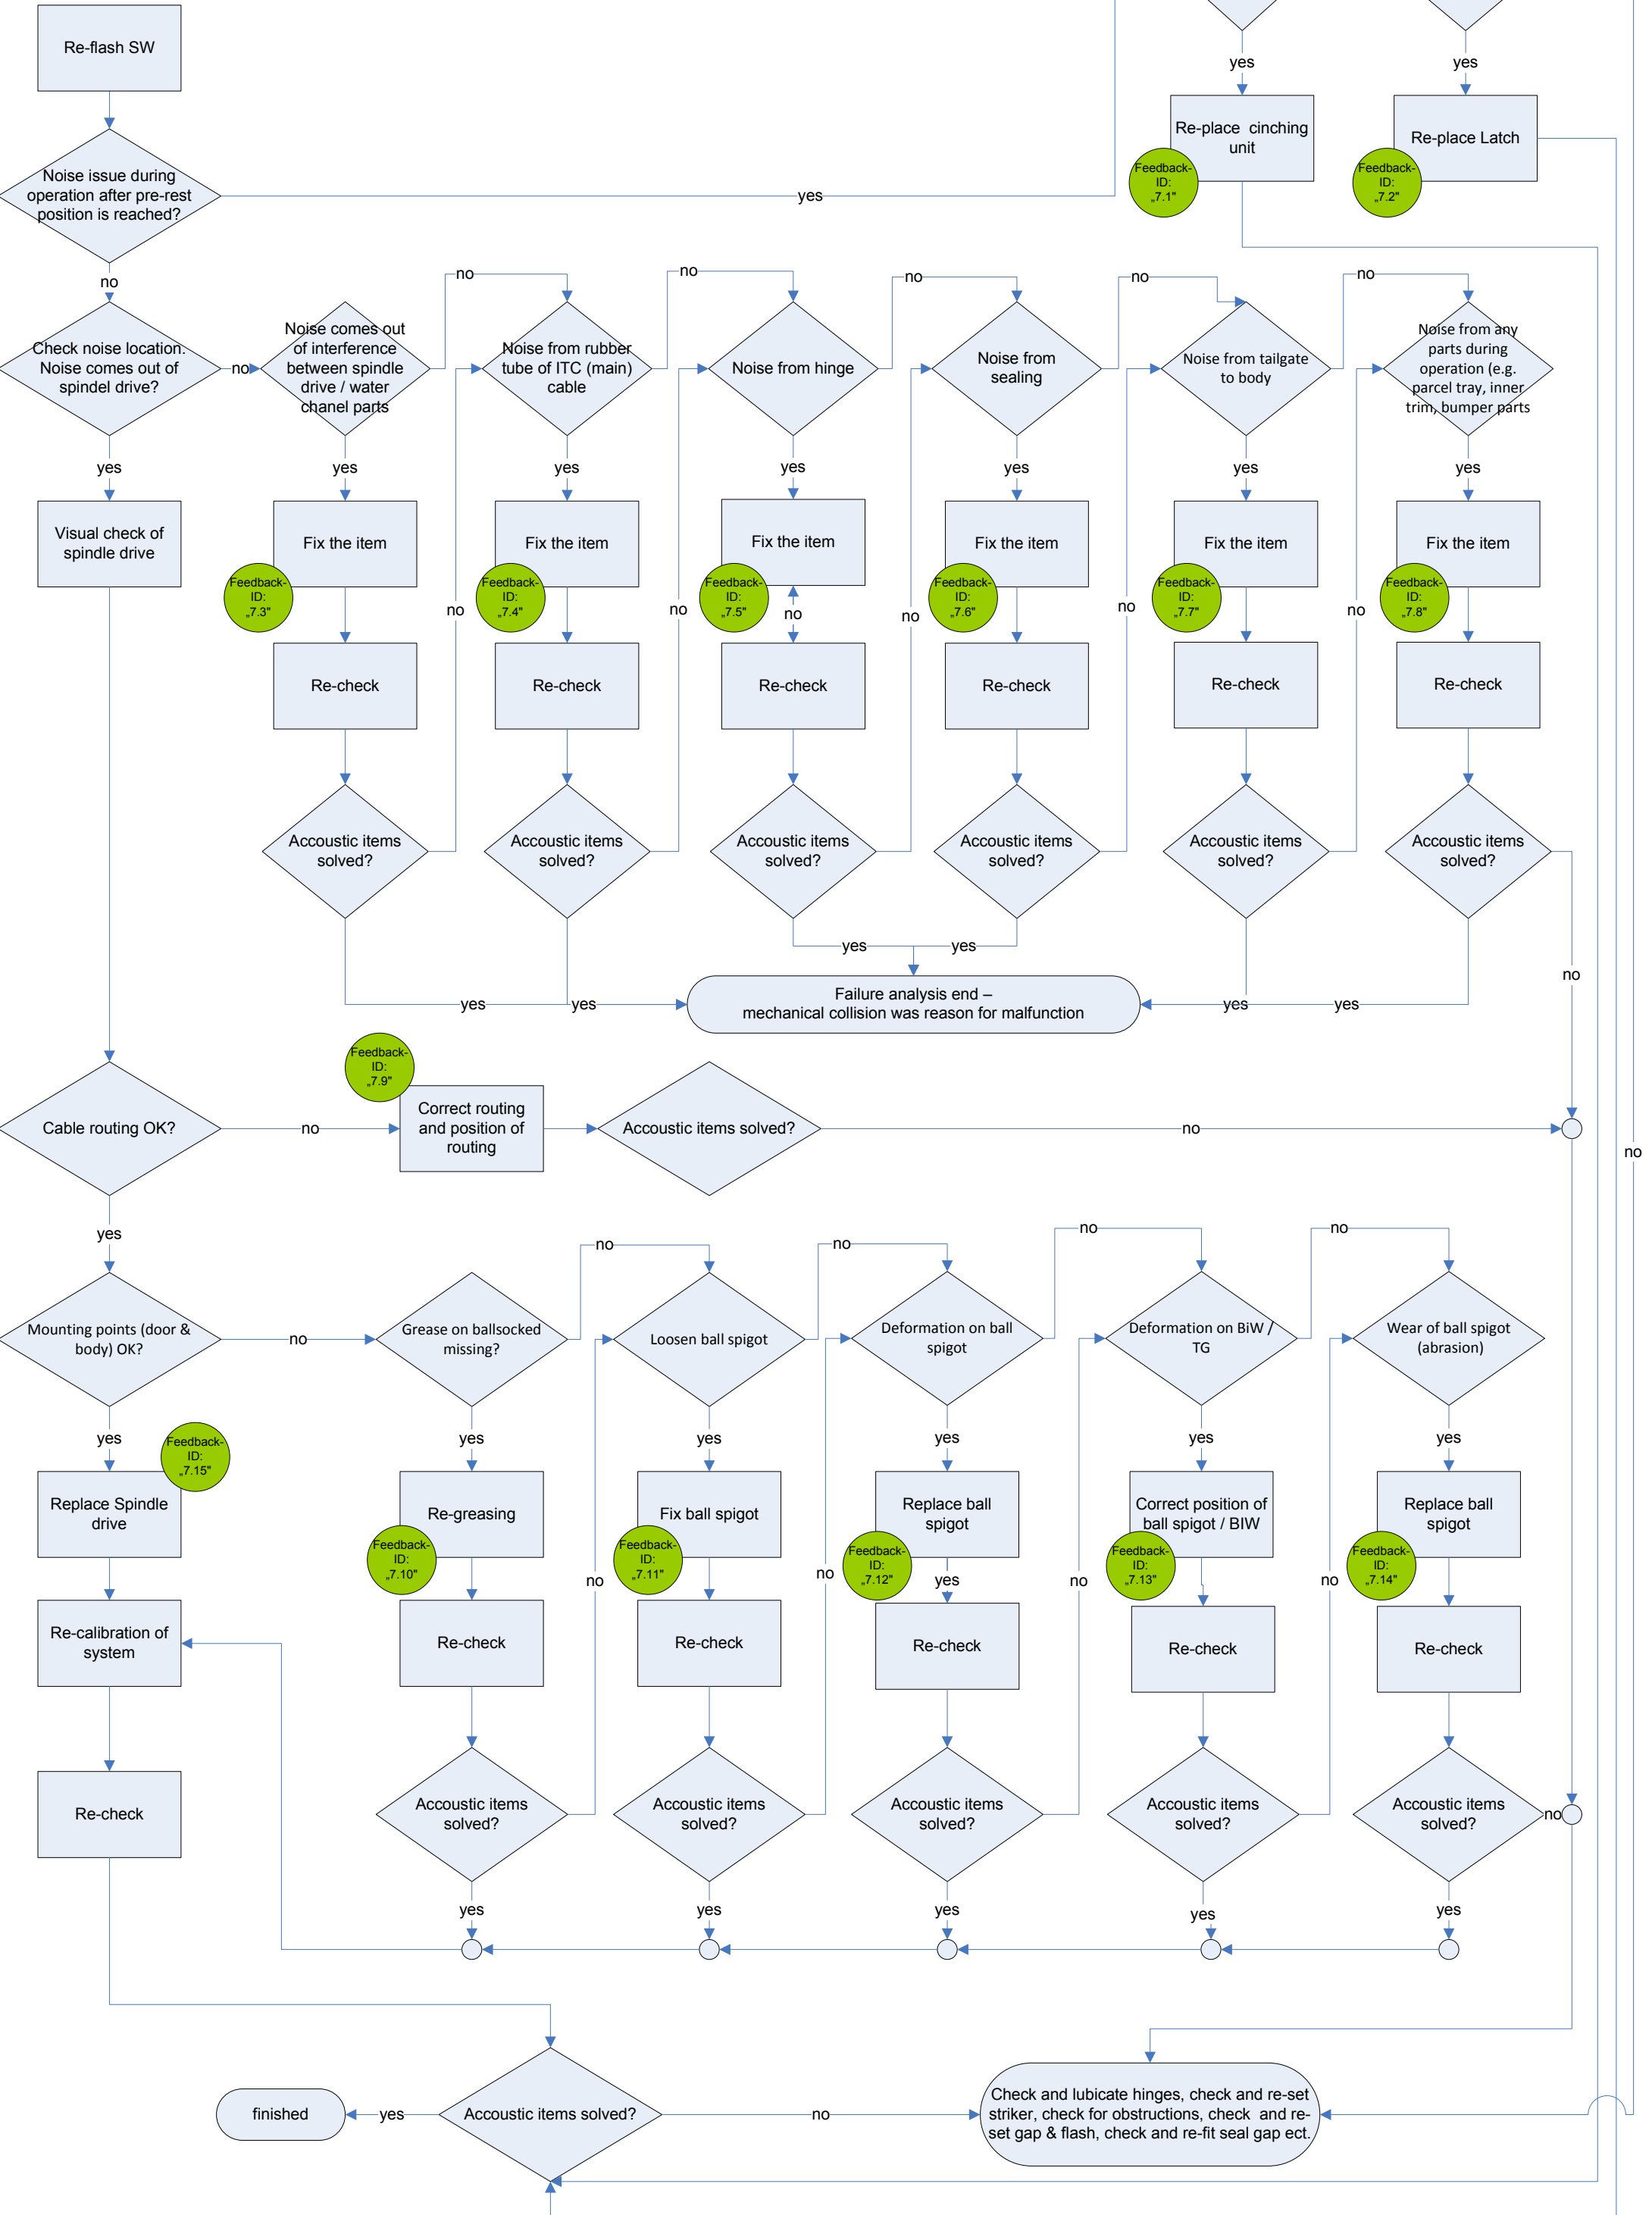 Re-flash SW
yes
yes
Re-place  cinching
unit
Re-place Latch
Feedback-
ID:
„7.1"
Feedback-
ID:
„7.2"
Noise issue during
operation after pre-rest
position is reached?
yes
no
no
no
no
no
no
Check noise location.
Noise comes out of
spindel drive?
no
Noise comes out
of interference
between spindle
drive / water
chanel parts
Noise from rubber
tube of ITC (main)
cable
Noise from hinge
Noise from
sealing
Noise from tailgate
to body
Noise from any
parts during
operation (e.g.
parcel tray, inner
trim, bumper parts
yes
yes
yes
yes
yes
yes
yes
Visual check of
spindle drive
Fix the item
Fix the item
Fix the item
Fix the item
Fix the item
Fix the item
Feedback-
ID:
„7.3"
Feedback-
ID:
„7.4"
Feedback-
ID:
„7.5"
Feedback-
ID:
„7.6"
Feedback-
ID:
„7.7"
Feedback-
ID:
„7.8"
no
no
no
no
no
no
Re-check
Re-check
Re-check
Re-check
Re-check
Re-check
Accoustic items
solved?
Accoustic items
solved?
Accoustic items
solved?
Accoustic items
solved?
Accoustic items
solved?
Accoustic items
solved?
yes
yes
no
yes
yes
Failure analysis end –
mechanical collision was reason for malfunction
yes
yes
Feedback-
ID:
„7.9"
Cable routing OK?
no
Correct routing
and position of
routing
Accoustic items solved?
no
no
yes
no
no
no
no
Mounting points (door &
body) OK?
no
Grease on ballsocked
missing?
Loosen ball spigot
Deformation on ball
spigot
Deformation on BiW /
TG
Wear of ball spigot
(abrasion)
yes
yes
yes
yes
yes
yes
Feedback-
ID:
„7.15"
Replace Spindle
drive
Re-greasing
Fix ball spigot
Replace ball
spigot
Correct position of
ball spigot / BIW
Replace ball
spigot
Feedback-
ID:
„7.10"
Feedback-
ID:
„7.11"
Feedback-
ID:
„7.12"
Feedback-
ID:
„7.13"
Feedback-
ID:
„7.14"
no
no
yes
no
no
Re-calibration of
system
Re-check
Re-check
Re-check
Re-check
Re-check
Re-check
Accoustic items
solved?
Accoustic items
solved?
Accoustic items
solved?
Accoustic items
solved?
Accoustic items
solved?
no
yes
yes
yes
yes
yes
finished
yes
Accoustic items solved?
no
Check and lubicate hinges, check and re-set
striker, check for obstructions, check  and re-
set gap & flash, check and re-fit seal gap ect.